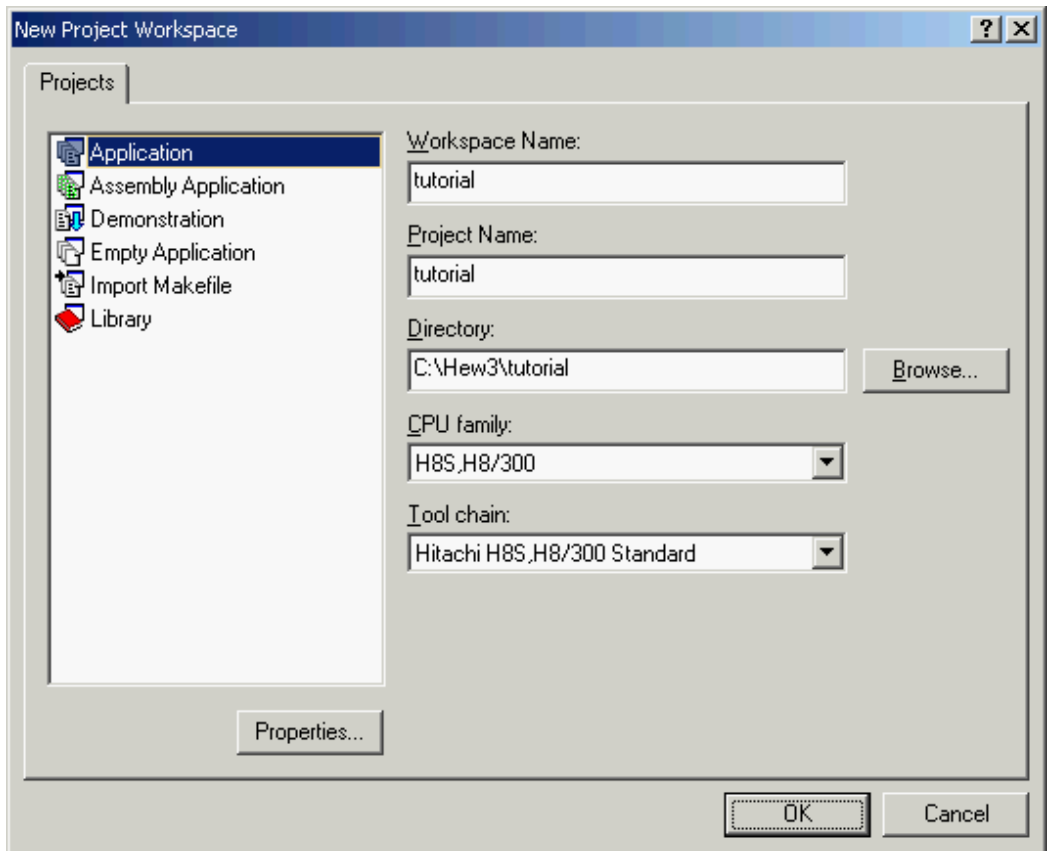 New Project Workspace
Projects
Application
Assembly Application
Demonstration
Empty Application
Import Makefile
Library
Properties...
Workspace Name:
tutorial
Project Name:
tutorial
Directory:
C:\Hew3\tutorial
Browse...
CPU family:
H8S,H8/300
Tool chain:
Hitachi H8S,H8/300 Standard
OK
Cancel